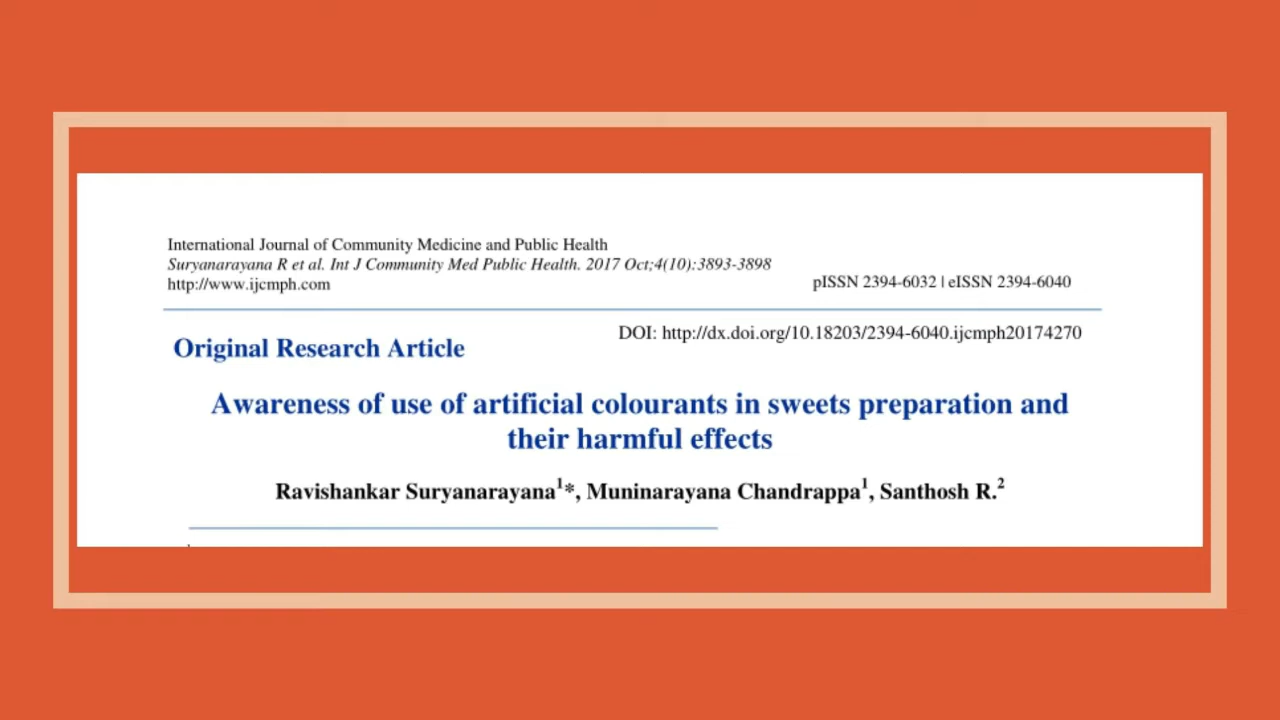 International Journal of Community Medicine and Public Health
Suryanarayana R et al. Int J Community Med Public Health. 2017 Oct;4(10):3893-3898
http://www.ijcmph.com
pISSN 2394-6032 | eISSN 2394-6040
DOI: http://dx.doi.org/10.18203/2394-6040.ijcmph20174270
Original Research Article
Awareness of use of artificial colourants in sweets preparation and
their harmful effects
Ravishankar Suryanarayana1*, Muninarayana Chandrappa1, Santhosh R.2